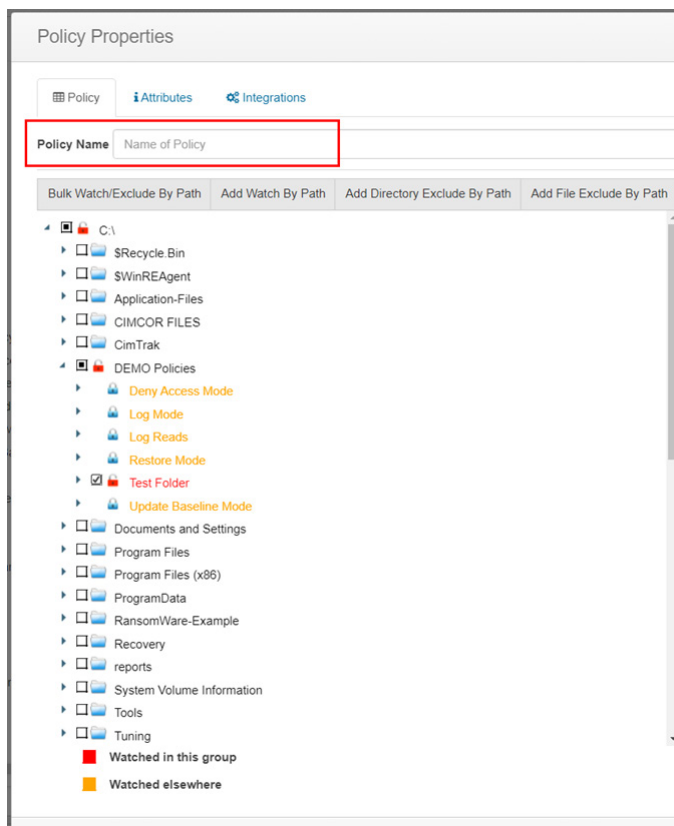 Policy Properties
Policy Attributes Integrations
Policy Name Name of Policy
Bulk Watch/Exclude By Path Add Watch By Path Add Directory Exclude By Path Add File Exclude By Path
C:\
$Recycle.Bin
$WinREAgent
Application-Files
CIMCOR FILES
CimTrak
DEMO Policies
Deny Access Mode
Log Mode
Log Reads
Restore Mode
Test Folder
Update Baseline Mode
Documents and Settings
Program Files
Program Files (x86)
ProgramData
RansomWare-Example
Recovery
reports
System Volume Information
Tools
Tuning
Watched in this group
Watched elsewhere